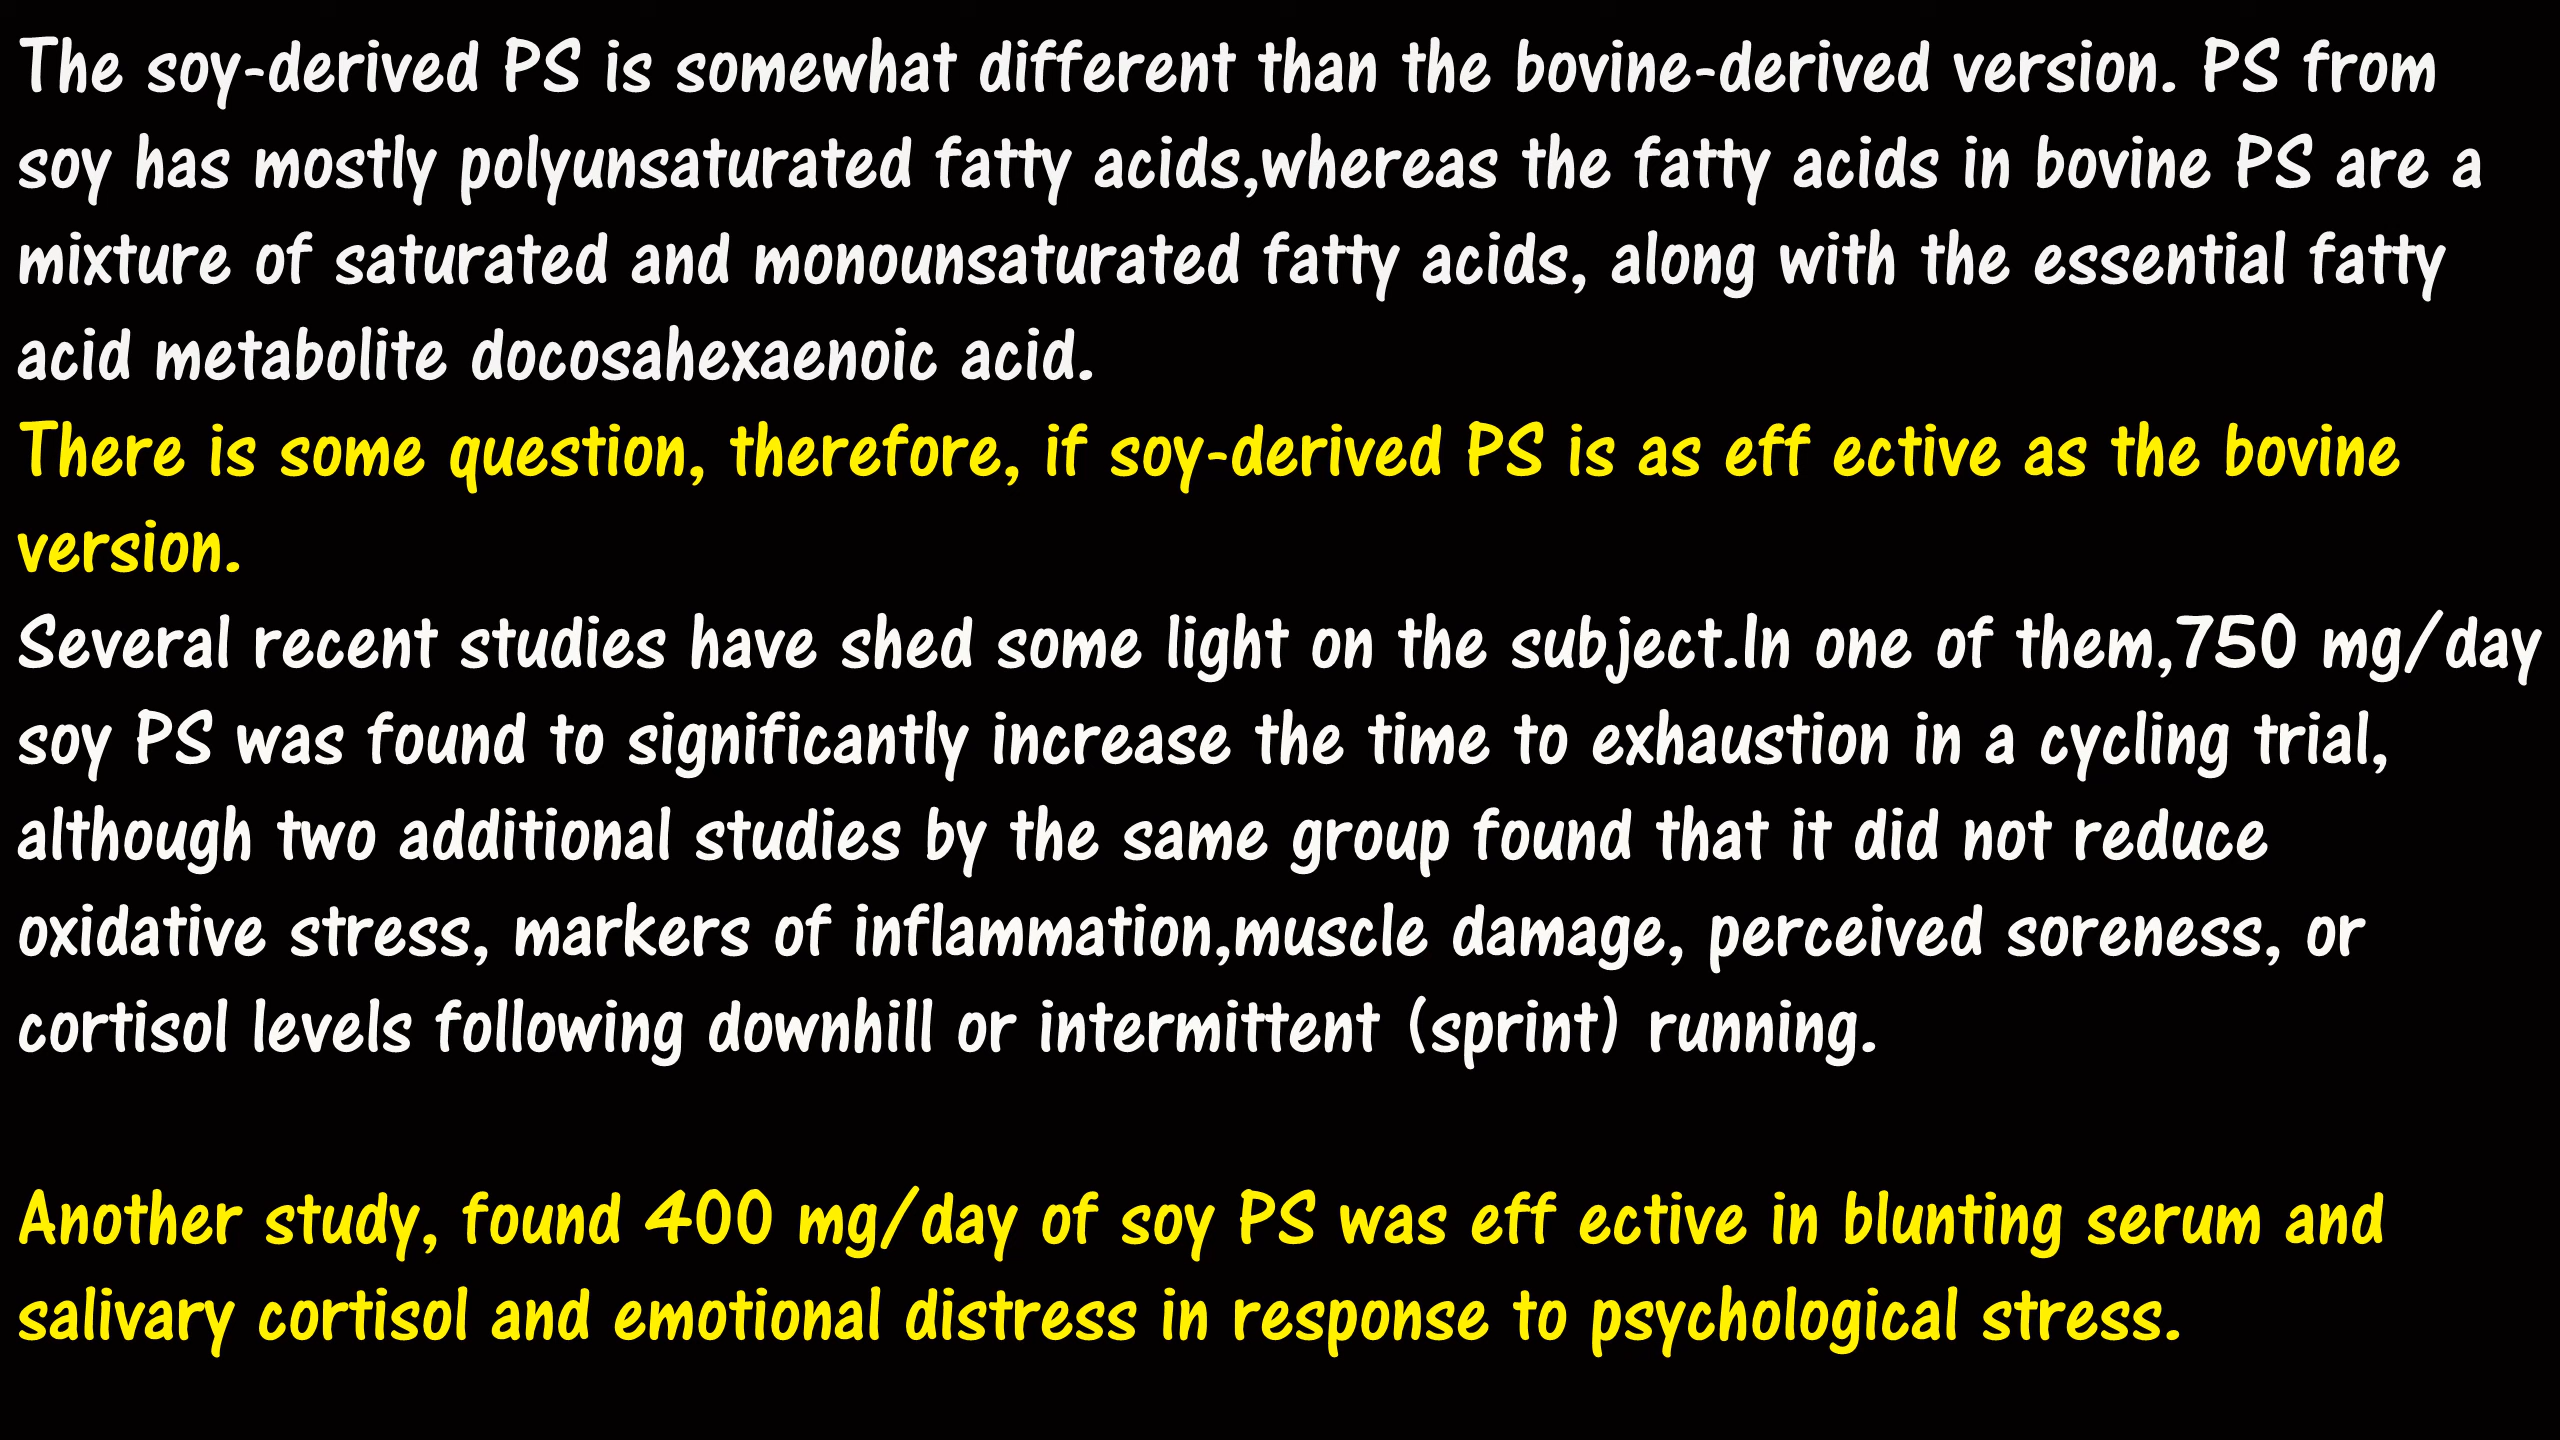 The soy-derived PS is somewhat different than the bovine-derived version. PS from
soy has mostly polyunsaturated fatty acids,whereas the fatty acids in bovine PS are a
mixture of saturated and monounsaturated fatty acids, along with the essential fatty
acid metabolite docosahexaenoic acid.
There is some question, therefore, if soy-derived PS is as eff ective as the bovine
version.
Several recent studies have shed some light on the subject.In one of them,750 mg/day
soy PS was found to significantly increase the time to exhaustion in a cycling trial,
although two additional studies by the same group found that it did not reduce
oxidative stress, markers of inflammation,muscle damage, perceived soreness, or
cortisol levels following downhill or intermittent (sprint) running.
Another study, found 400 mg/day of soy PS was eff ective in blunting serum and
salivary cortisol and emotional distress in response to psychological stress.